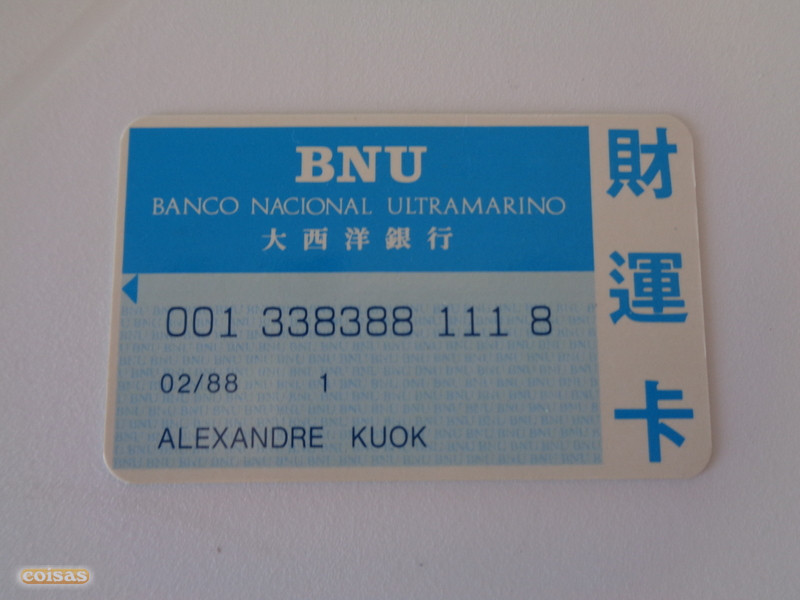 BNU
BANCO NACIONAL ULTRAMARINO
大西洋銀行
財運卡
001 338388 111 8
02/88 1
ALEXANDRE KUOK
coisas